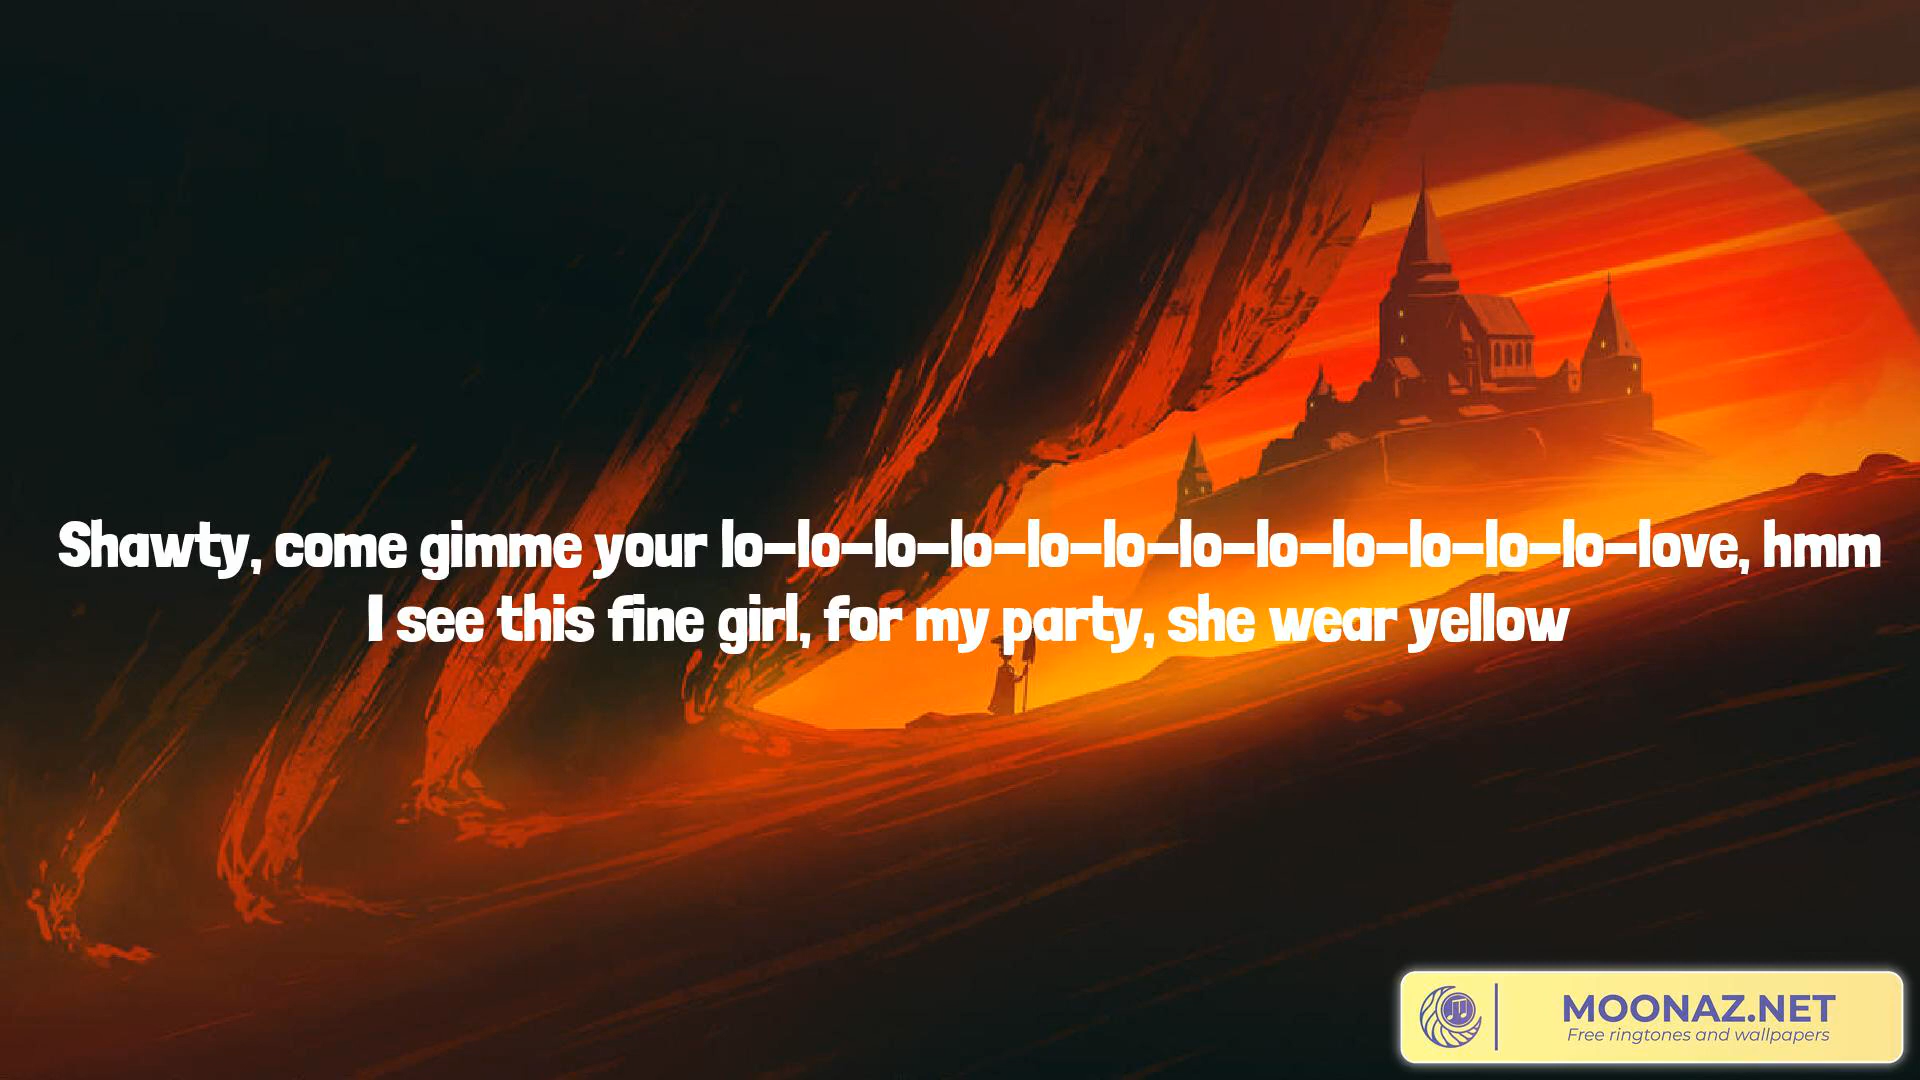 Shawty, come gimme your lo-lo-lo-lo-lo-lo-lo-lo-lo-lo-lo-lo-love, hmm
I see this fine girl, for my party, she wear yellow
MOONAZ.NET
Free ringtones and wallpapers